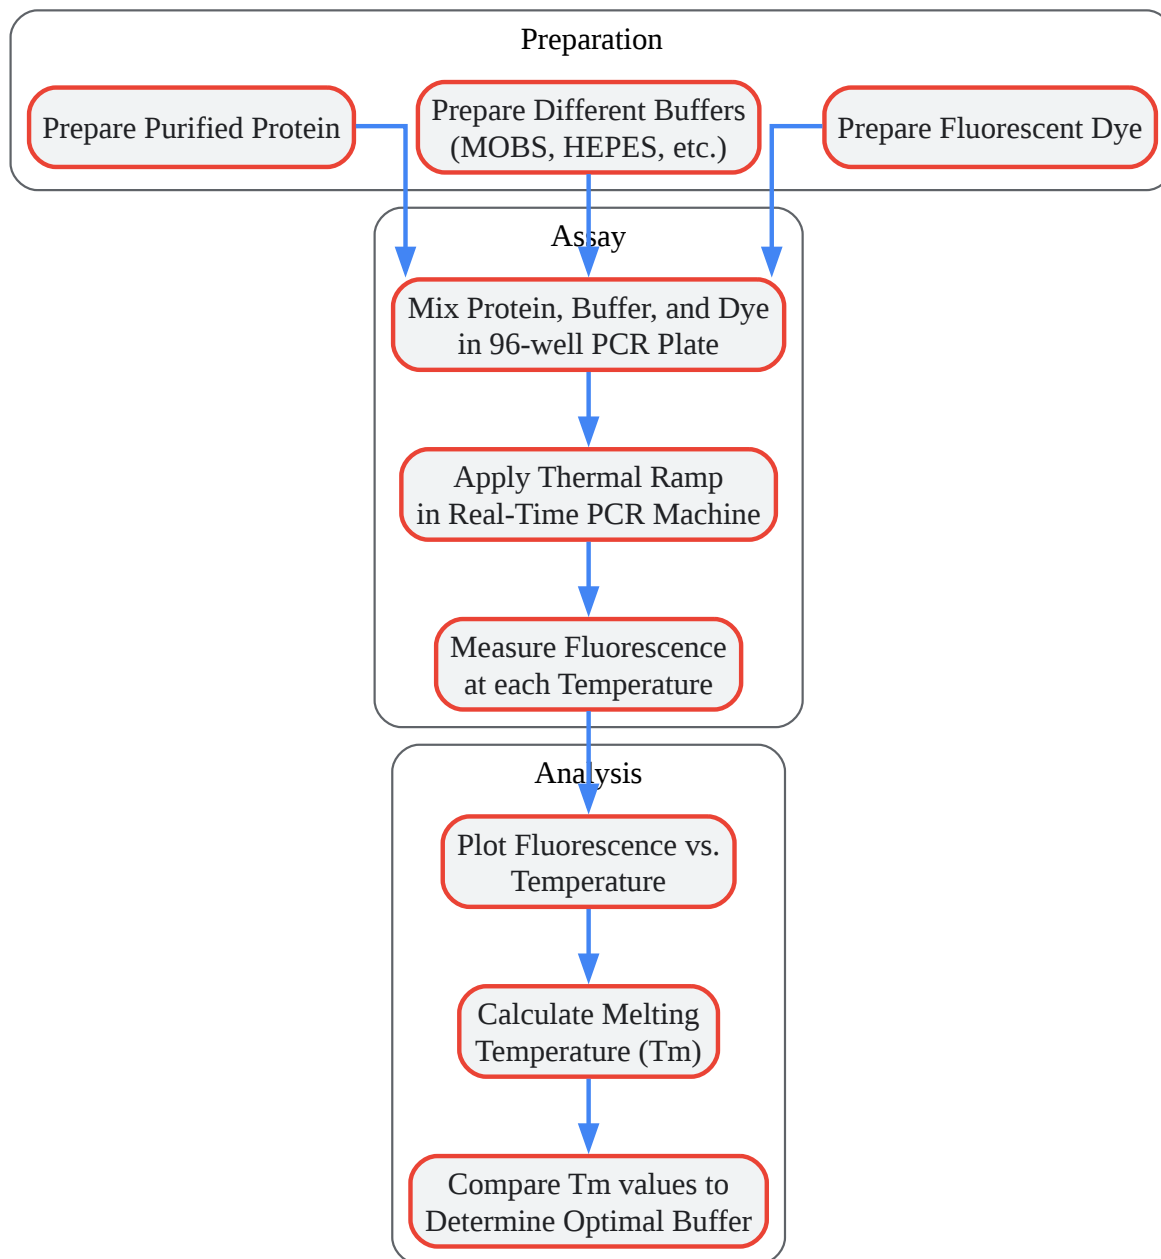 Preparation
Prepare Purified Protein
Prepare Different Buffers
(MOBS, HEPES, etc.)
Prepare Fluorescent Dye
Assay
Mix Protein, Buffer, and Dye
in 96-well PCR Plate
Apply Thermal Ramp
in Real-Time PCR Machine
Measure Fluorescence
at each Temperature
Analysis
Plot Fluorescence vs.
Temperature
Calculate Melting
Temperature (Tm)
Compare Tm values to
Determine Optimal Buffer